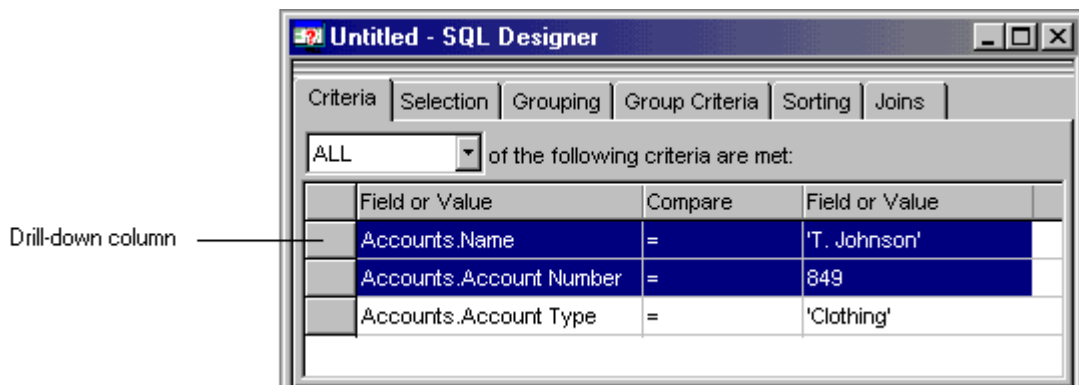 Untitled - SQL Designer
Criteria Selection Grouping Group Criteria Sorting Joins
ALL of the following criteria are met:
Field or Value Compare Field or Value
Drill-down column
Accounts.Name = 'T. Johnson'
Accounts.Account Number = 849
Accounts.Account Type = 'Clothing'